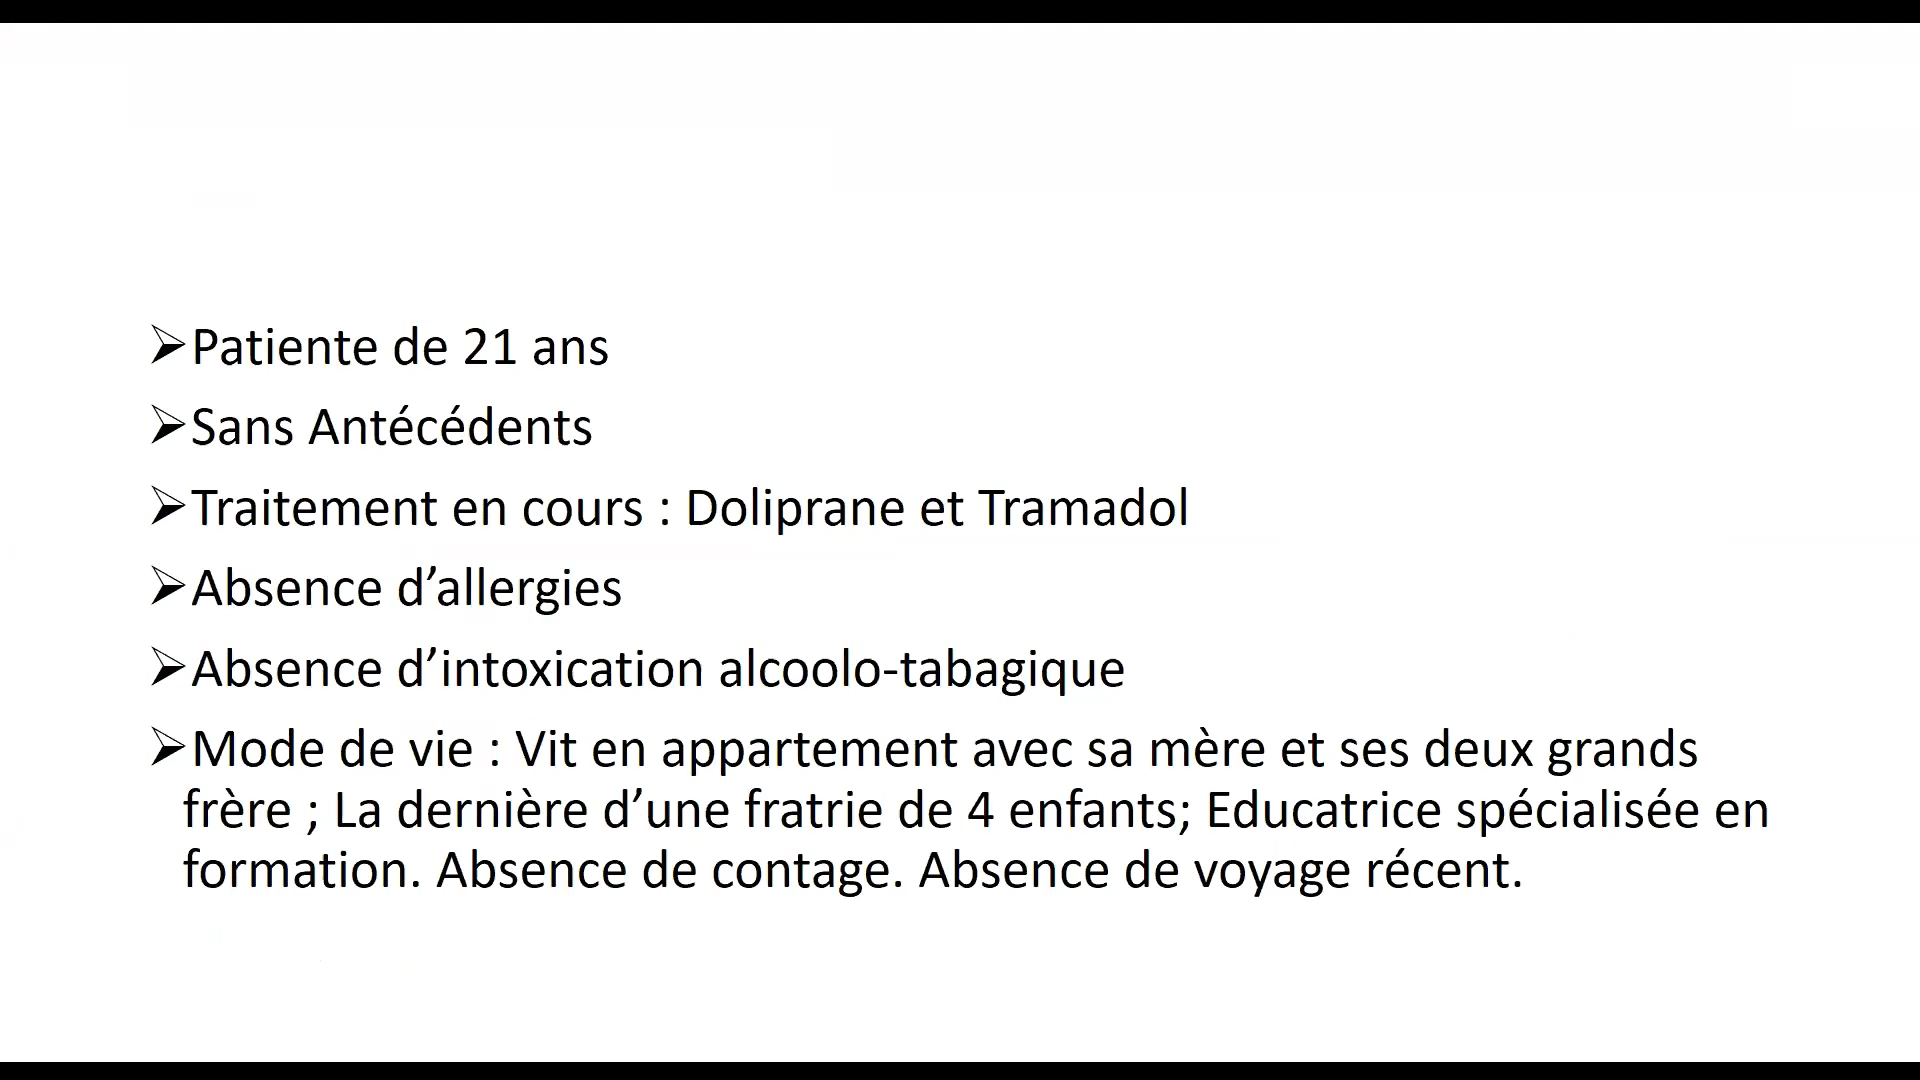 ➢Patiente de 21 ans
➢Sans Antécédents
➢Traitement en cours : Doliprane et Tramadol
➢Absence d’allergies
➢Absence d’intoxication alcoolo-tabagique
➢Mode de vie : Vit en appartement avec sa mère et ses deux grands
frère ; La dernière d’une fratrie de 4 enfants; Educatrice spécialisée en
formation. Absence de contage. Absence de voyage récent.